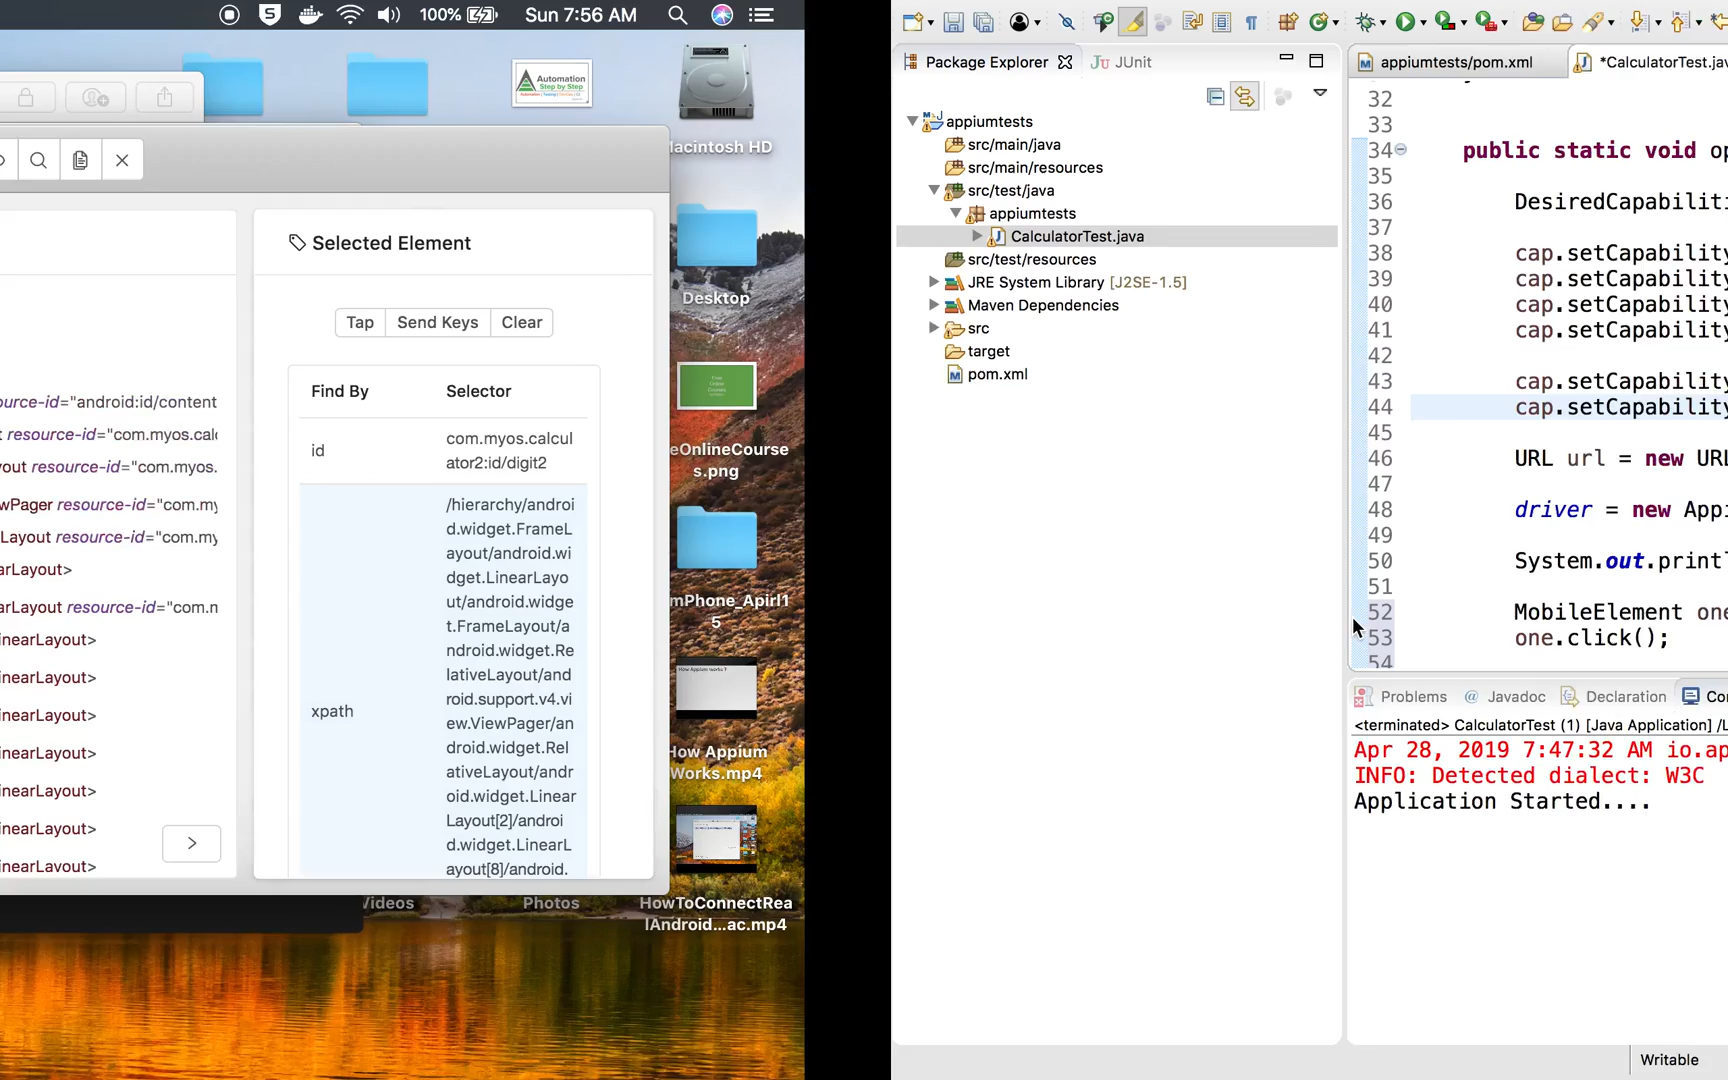 100% Sun 7:56 AM
Automation
Step by Step
Macintosh HD
Selected Element
Tap Send Keys Clear
Find By Selector
id
com.myos.calcul
ator2:id/digit2
xpath
/hierarchy/androi
d.widget.FrameL
ayout/android.wi
dget.LinearLayo
ut/android.widge
t.FrameLayout/a
ndroid.widget.Re
lativeLayout/and
roid.support.v4.vi
ew.ViewPager/an
droid.widget.Rel
ativeLayout/andr
oid.widget.Linear
Layout[2]/androi
d.widget.LinearL
ayout[8]/android.
ource-id="android:id/content
t resource-id="com.myos.calc
yout resource-id="com.myos.
ewPager resource-id="com.my
Layout resource-id="com.my
arLayout>
arLayout resource-id="com.m
inearLayout>
inearLayout>
inearLayout>
inearLayout>
inearLayout>
inearLayout>
inearLayout>
Desktop
eOnlineCourse
s.png
mPhone_Apirl1
5
How Appium works ?
How Appium
Works.mp4
HowToConnectRea
lAndroid...ac.mp4
Videos
Photos
Package Explorer JUnit
appiumtests
src/main/java
src/main/resources
src/test/java
appiumtests
CalculatorTest.java
src/test/resources
JRE System Library [J2SE-1.5]
Maven Dependencies
src
target
pom.xml
appiumtests/pom.xml *CalculatorTest.jav
32
33
34 public static void op
35
36 DesiredCapabiliti
37
38 cap.setCapability
39 cap.setCapability
40 cap.setCapability
41 cap.setCapability
42
43 cap.setCapability
44 cap.setCapability
45
46 URL url = new URL
47
48 driver = new Appi
49
50 System.out.printl
51
52 MobileElement one
53 one.click();
54
Problems Javadoc Declaration Con
<terminated> CalculatorTest (1) [Java Application] /L
Apr 28, 2019 7:47:32 AM io.ap
INFO: Detected dialect: W3C
Application Started....
Writable